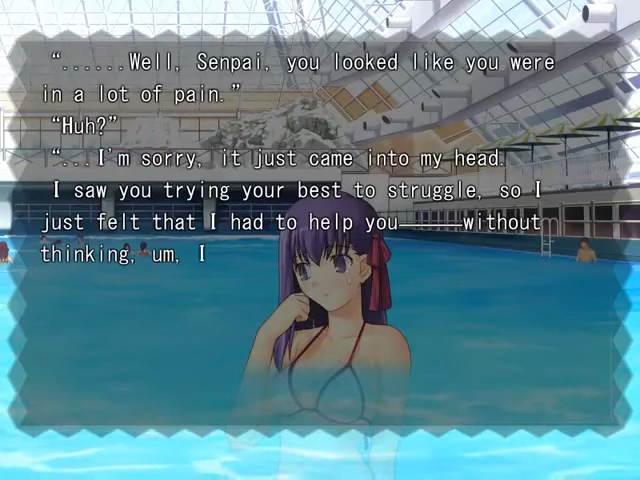 “......Well, Senpai, you looked like you were
in a lot of pain.”
“Huh?”
“...I'm sorry, it just came into my head.
I saw you trying your best to struggle, so I
just felt that I had to help you―――without
thinking, um, I